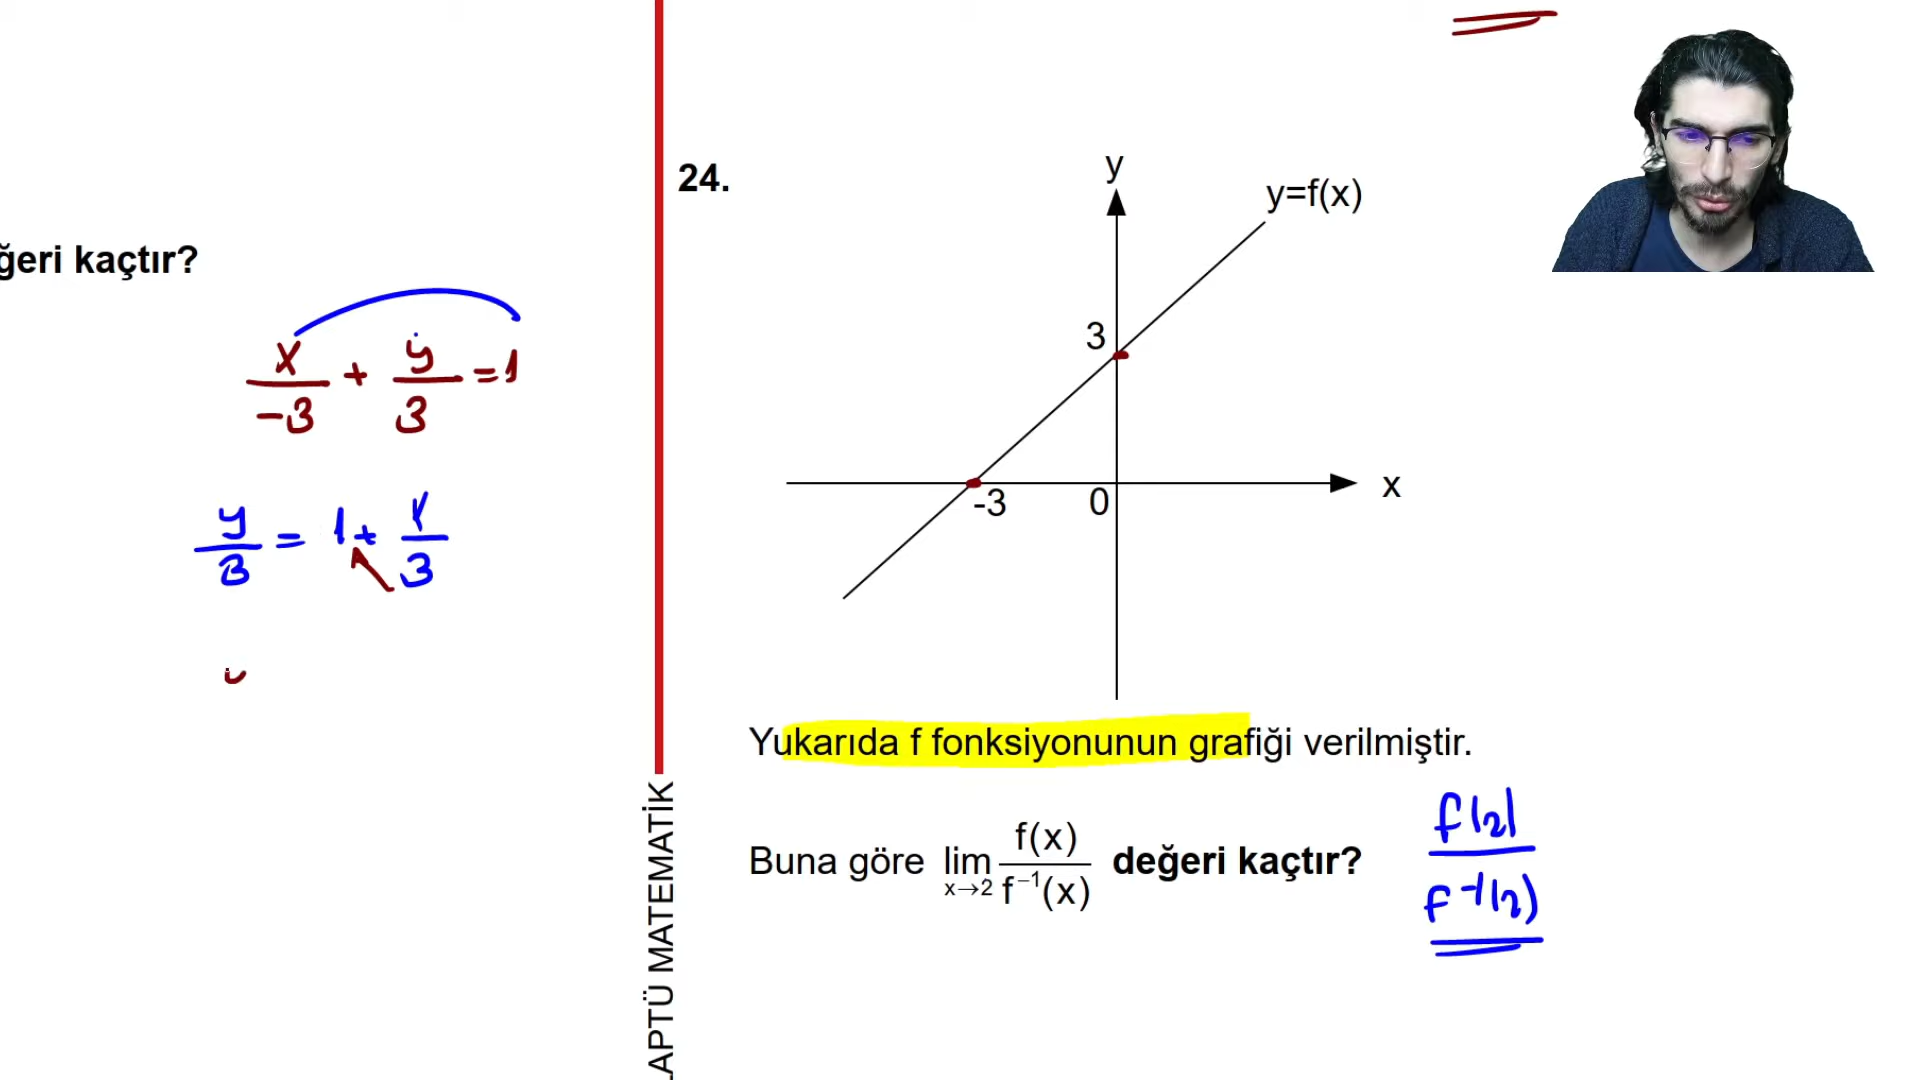 ğeri kaçtır?
x/-3 + y/3 = 1
y/3 = 1 + x/3
24.
y
y=f(x)
3
-3
0
x
Yukarıda f fonksiyonunun grafiği verilmiştir.
Buna göre lim x→2 f(x)/f⁻¹(x) değeri kaçtır?
f(2)
f⁻¹(2)
APTÜ MATEMATİK